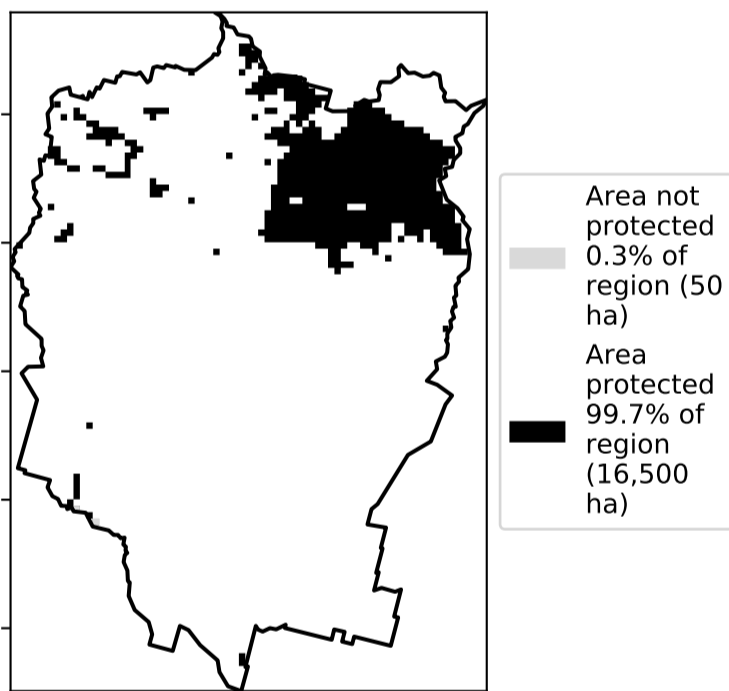 Area not
protected
0.3% of
region (50
ha)
Area
protected
99.7% of
region
(16,500
ha)